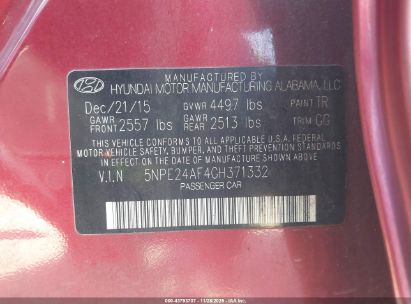 HYUNDAI MOTOR MANUFACTURING ALABAMA, LLC
Dec/21/15 GVWR 4497 lbs PAINT TR
GAWR FRONT 2557 lbs GAWR REAR 2513 lbs TRIM GG
THIS VEHICLE CONFORMS TO ALL APPLICABLE U.S.A. FEDERAL
MOTOR VEHICLE SAFETY, BUMPER, AND THEFT PREVENTION
STANDARDS IN EFFECT ON THE DATE OF MANUFACTURE SHOWN ABOVE.
V.I.N 5NPE24AF4GH371332
PASSENGER CAR